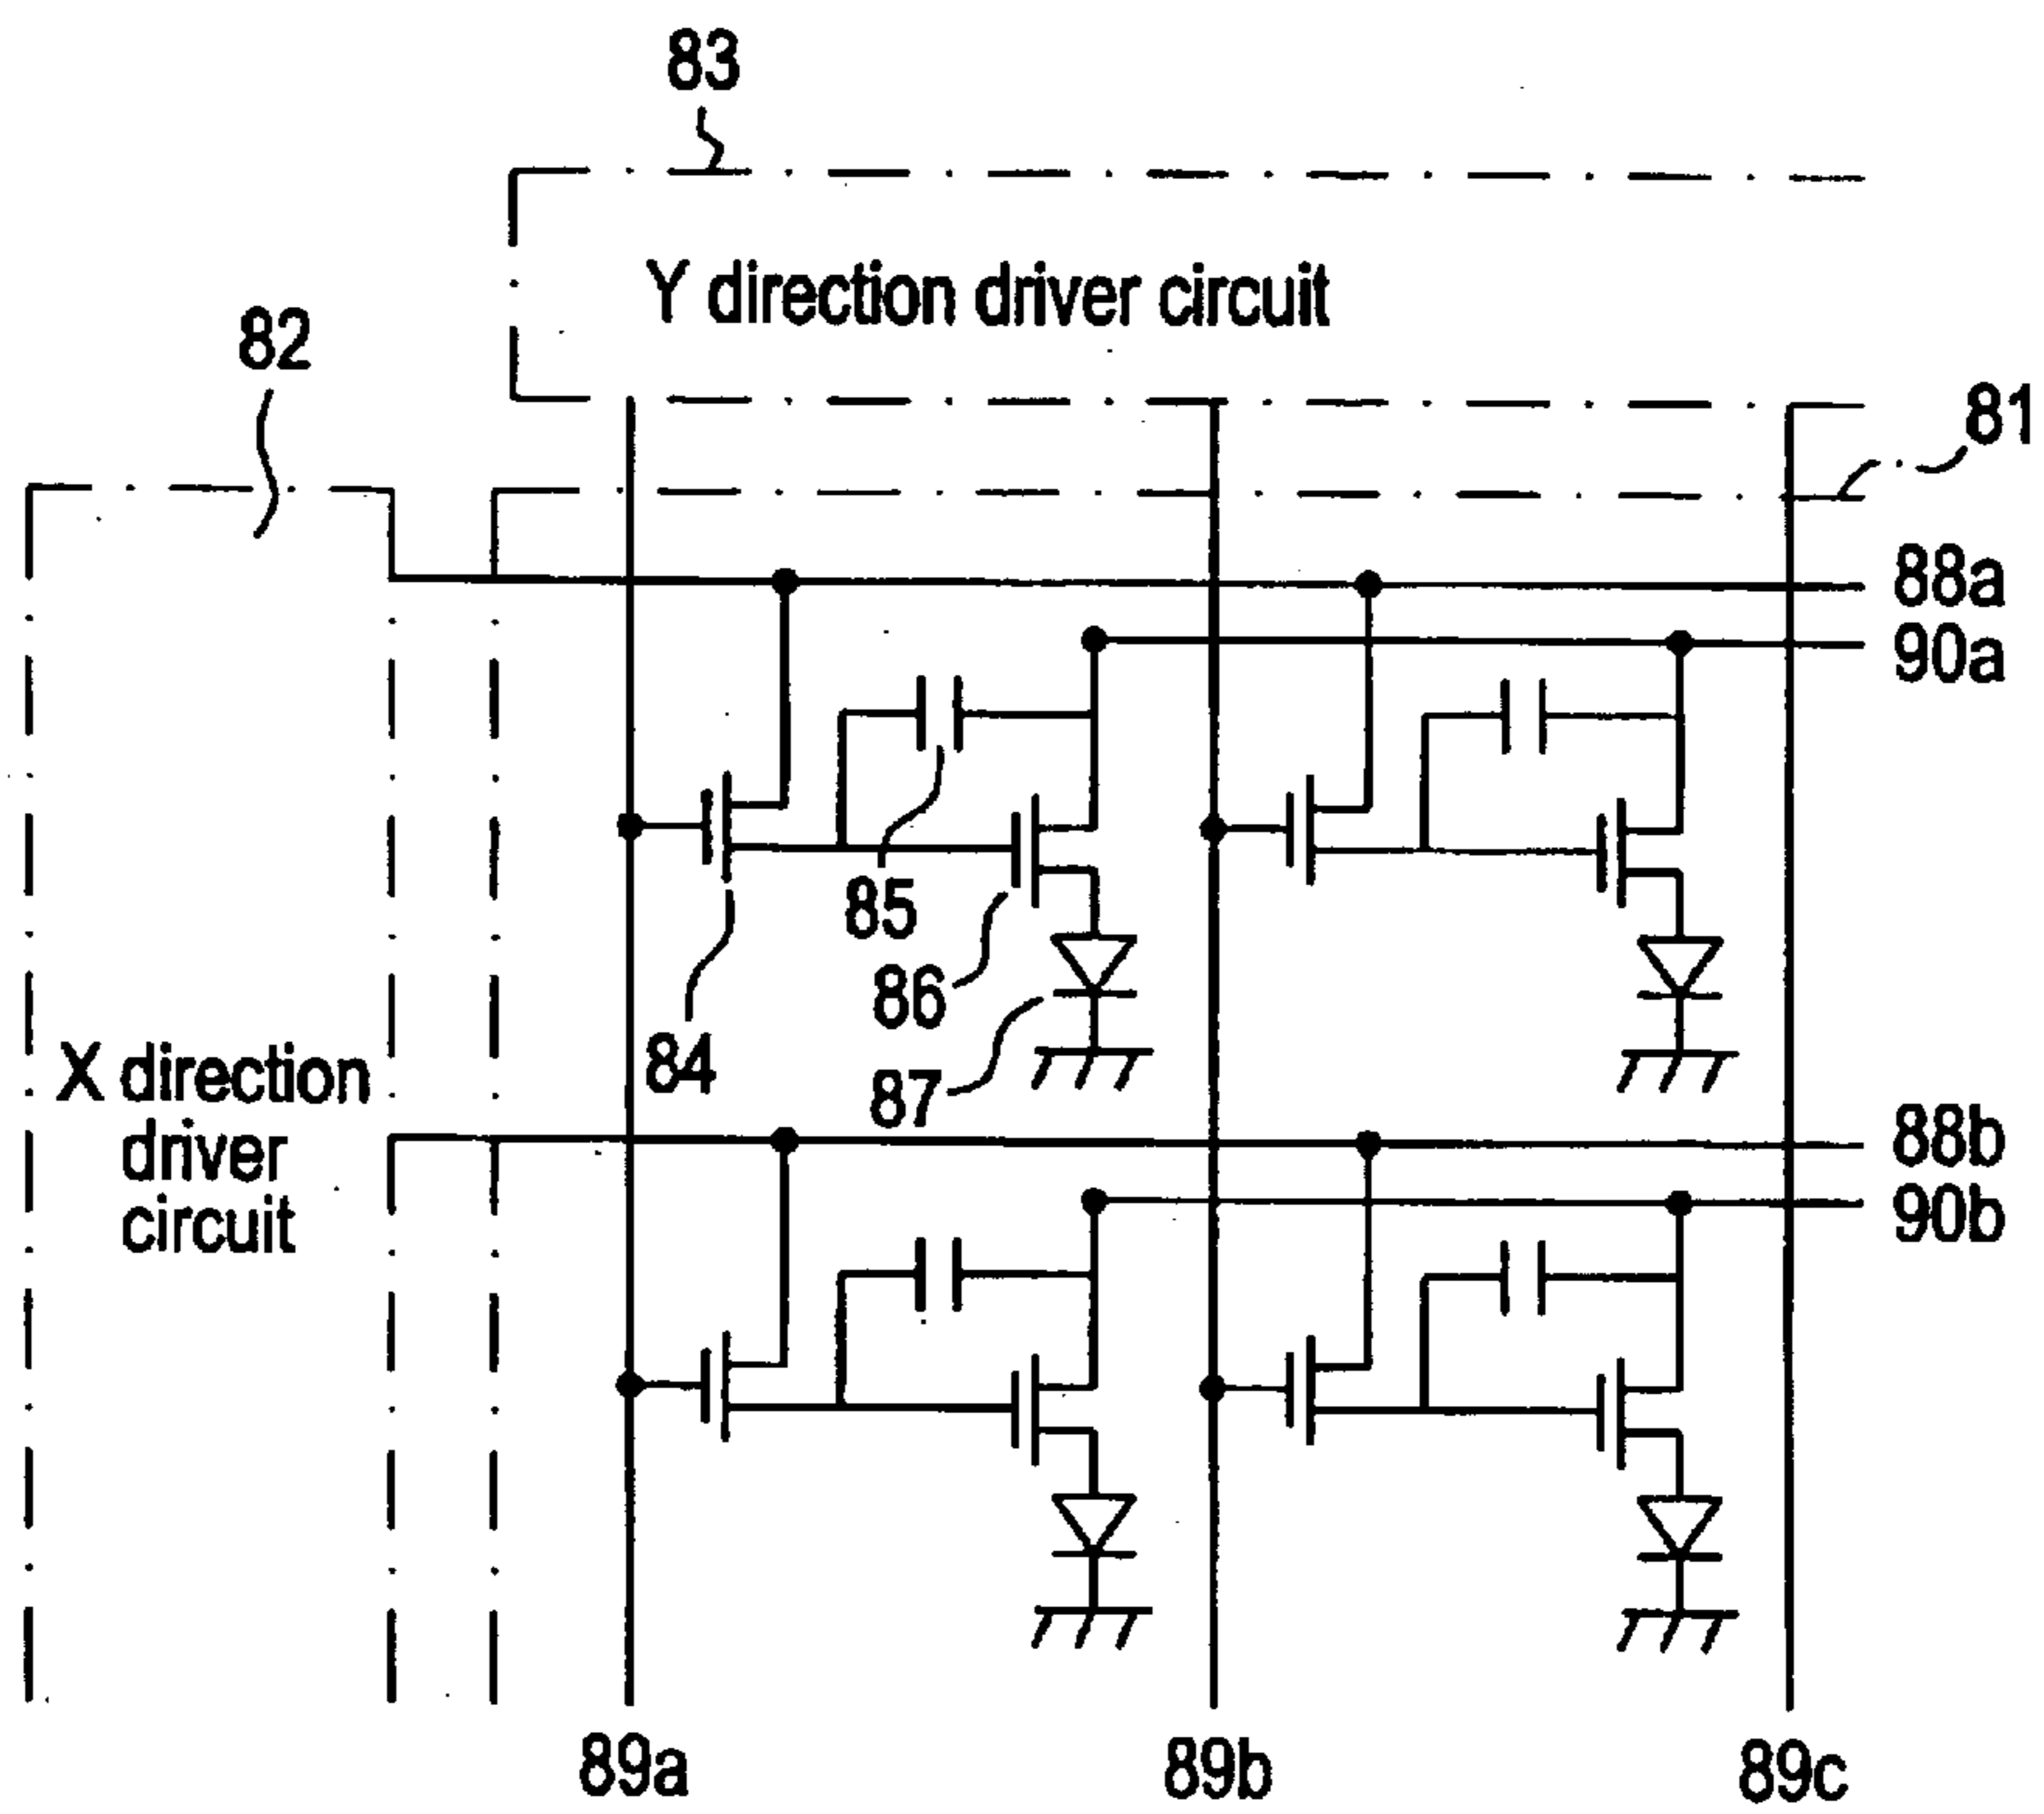 83
Y direction driver circuit
82
81
88a
90a
85
86
84
87
X direction
driver
circuit
88b
90b
89a
89b
89c